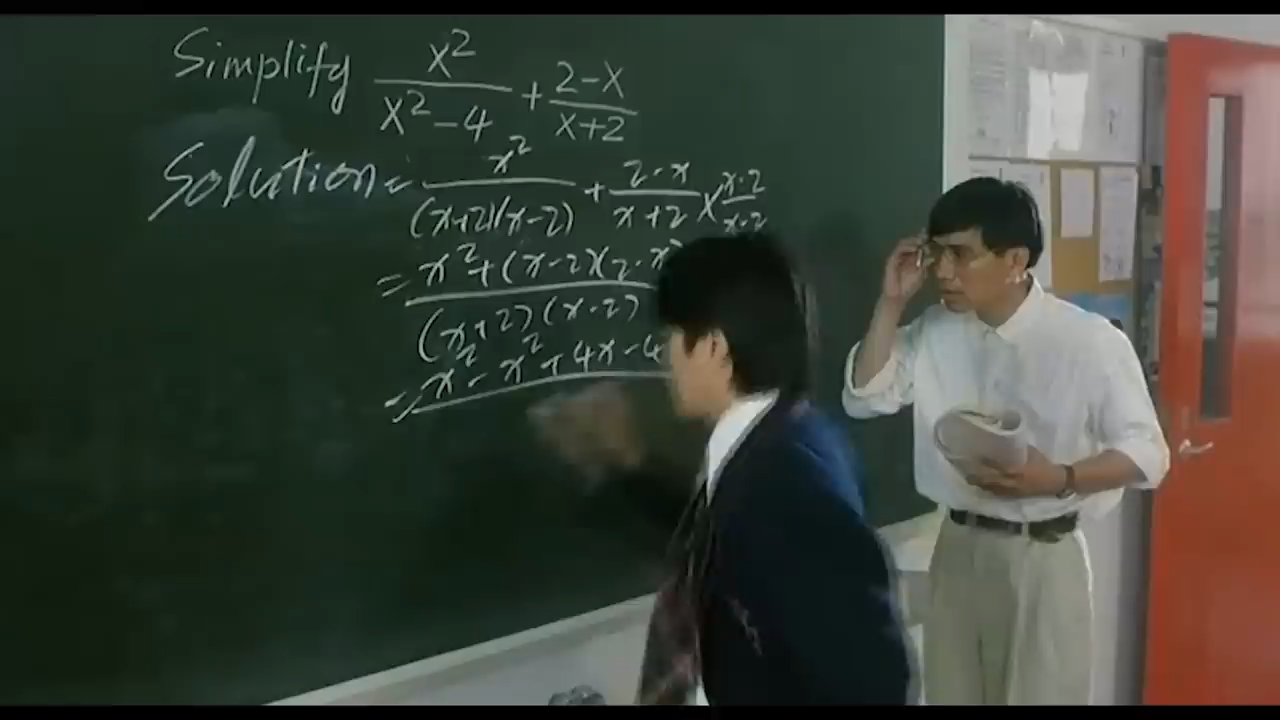 Simplify x²/(x²-4) + (2-x)/(x+2)
Solution: x²/((x+2)(x-2)) + (2-x)/(x+2) × (x-2)/(x-2)
= (x²+(x-2)(2-x))/((x+2)(x-2))
= x²-x²+4x-4